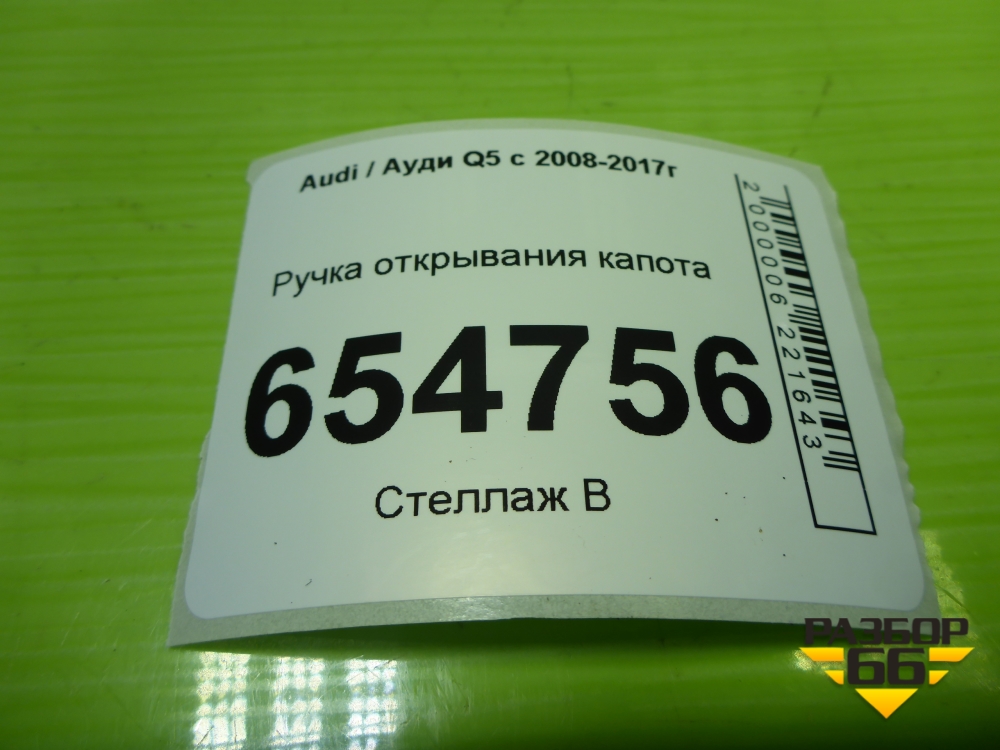 Audi / Ауди Q5 с 2008-2017г
Ручка открывания капота
654756
Стеллаж В
2000006221643
РАЗБОР
66